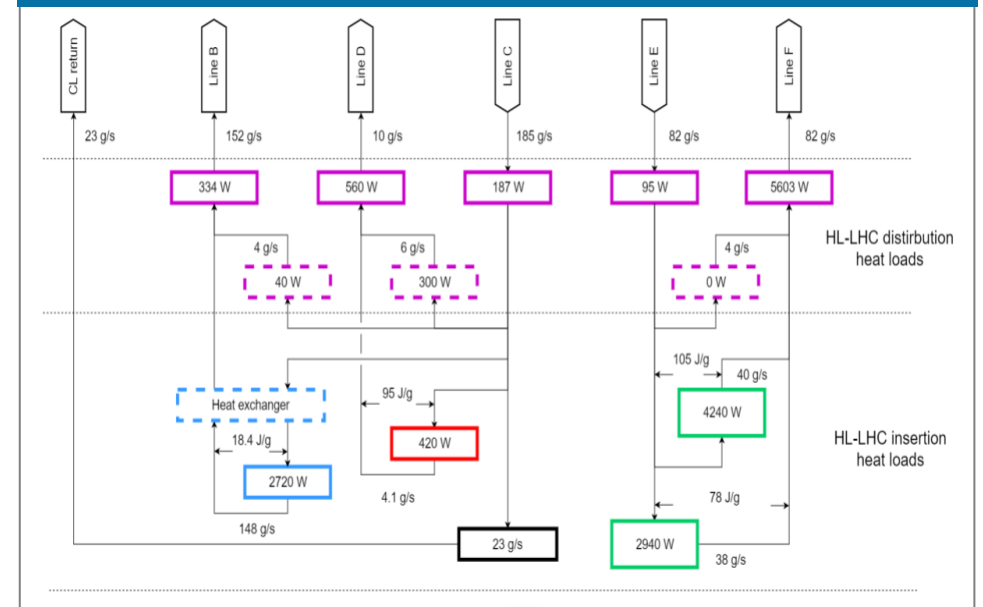 CL return
Line B
Line D
Line C
Line E
Line F
23 g/s
152 g/s
10 g/s
185 g/s
82 g/s
82 g/s
334 W
560 W
187 W
95 W
5603 W
4 g/s
6 g/s
4 g/s
HL-LHC distirbution
heat loads
40 W
300 W
0 W
105 J/g
40 g/s
95 J/g
Heat exchanger
4240 W
18.4 J/g
420 W
HL-LHC insertion
heat loads
2720 W
4.1 g/s
78 J/g
148 g/s
23 g/s
2940 W
38 g/s